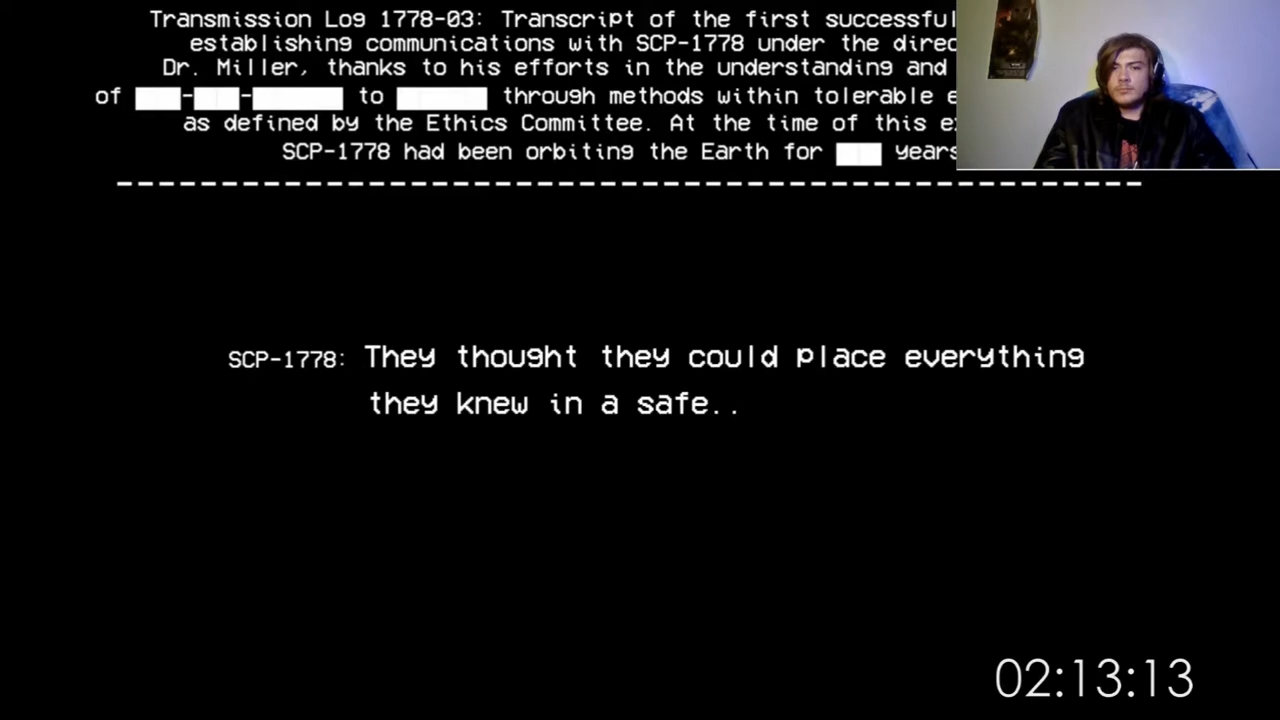 Transmission Log 1778-03: Transcript of the first successful
establishing communications with SCP-1778 under the direc
Dr. Miller, thanks to his efforts in the understanding and
of ███-███-██████ to ██████ through methods within tolerable e
as defined by the Ethics Committee. At the time of this e
SCP-1778 had been orbiting the Earth for ███ years
SCP-1778: They thought they could place everything
they knew in a safe..
02:13:13